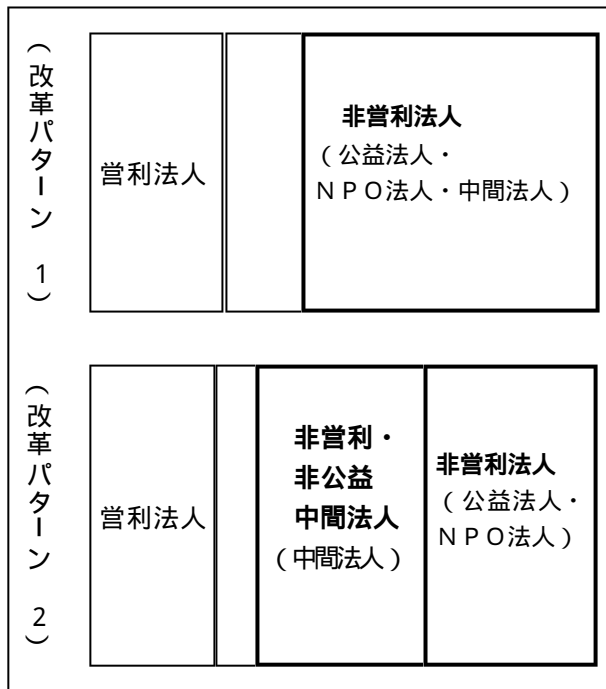 （改革パターン 1）
営利法人
非営利法人
（公益法人・
ＮＰＯ法人・中間法人）
（改革パターン 2）
営利法人
非営利・
非公益
中間法人
（中間法人）
非営利法人
（公益法人・
ＮＰＯ法人）